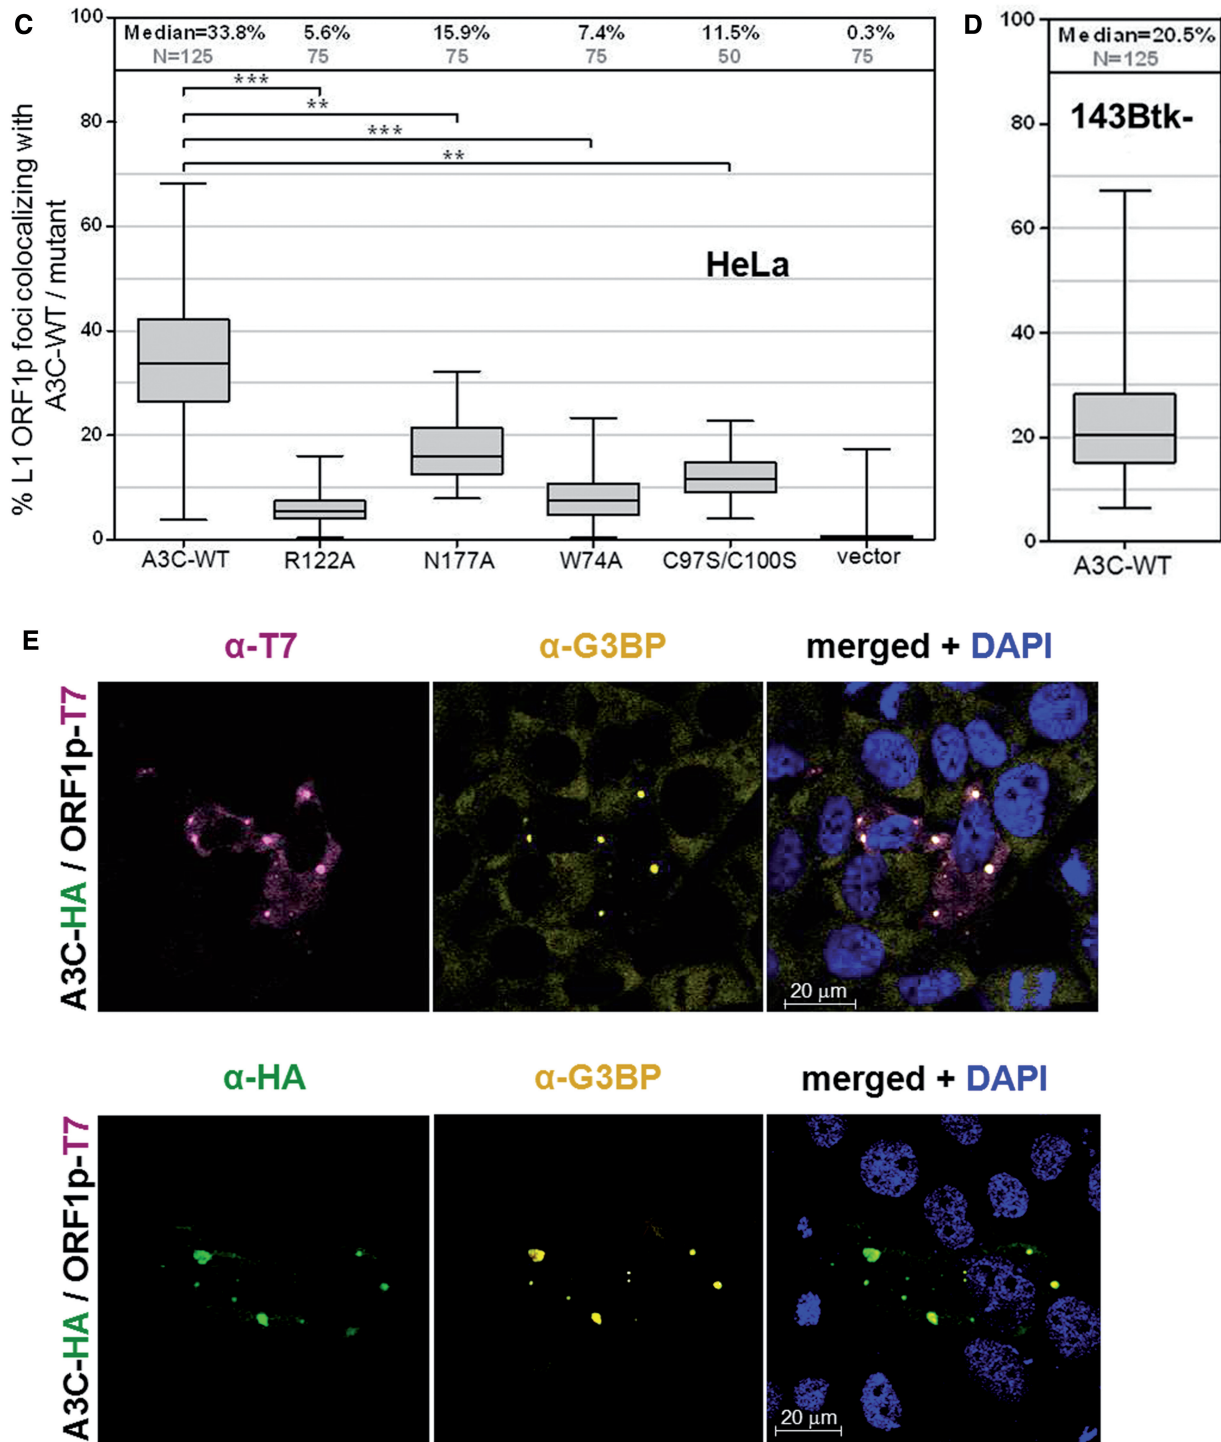 C
Median=33.8% 5.6% 15.9% 7.4% 11.5% 0.3%
N=125 75 75 75 50 75
***
**
***
**
% L1 ORF1p foci colocalizing with
A3C-WT / mutant
100
80
60
40
20
0
HeLa
A3C-WT R122A N177A W74A C97S/C100S vector
D
Median=20.5%
N=125
143Btk-
100
80
60
40
20
0
A3C-WT
E
α-T7 α-G3BP merged + DAPI
A3C-HA / ORF1p-T7
20 μm
α-HA α-G3BP merged + DAPI
A3C-HA / ORF1p-T7
20 μm